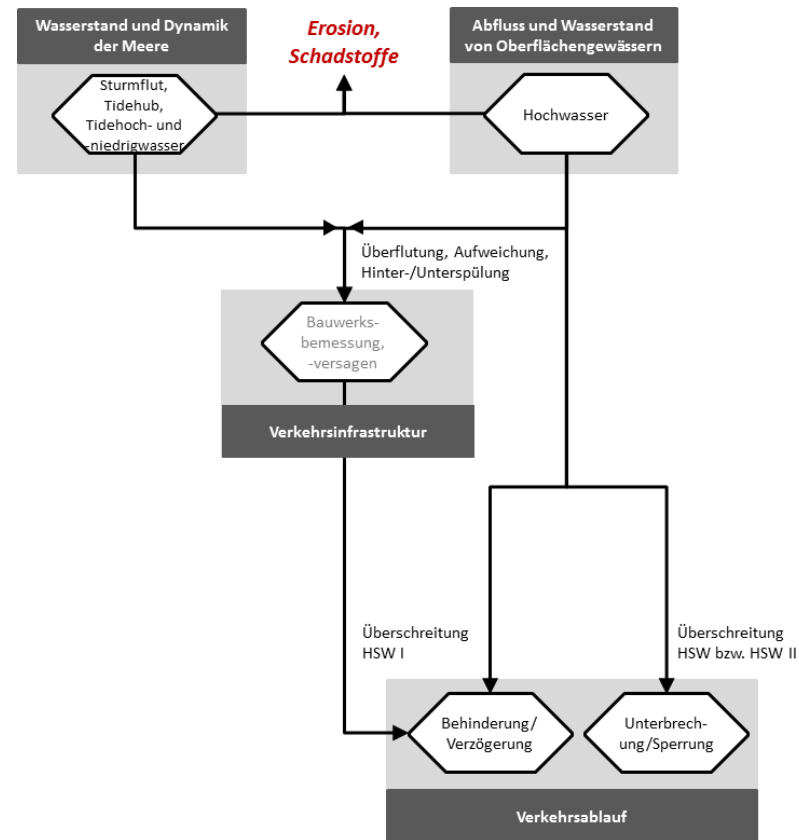 Wasserstand und Dynamik
der Meere
Erosion,
Schadstoffe
Abfluss und Wasserstand
von Oberflächengewässern
Sturmflut,
Tidehub,
Tidehoch- und
-niedrigwasser
Hochwasser
Überflutung, Aufweichung,
Hinter-/Unterspülung
Bauwerks-
bemessung,
-versagen
Verkehrsinfrastruktur
Überschreitung
HSW I
Überschreitung
HSW bzw. HSW II
Behinderung/
Verzögerung
Unterbrech-
ung/Sperrung
Verkehrsablauf